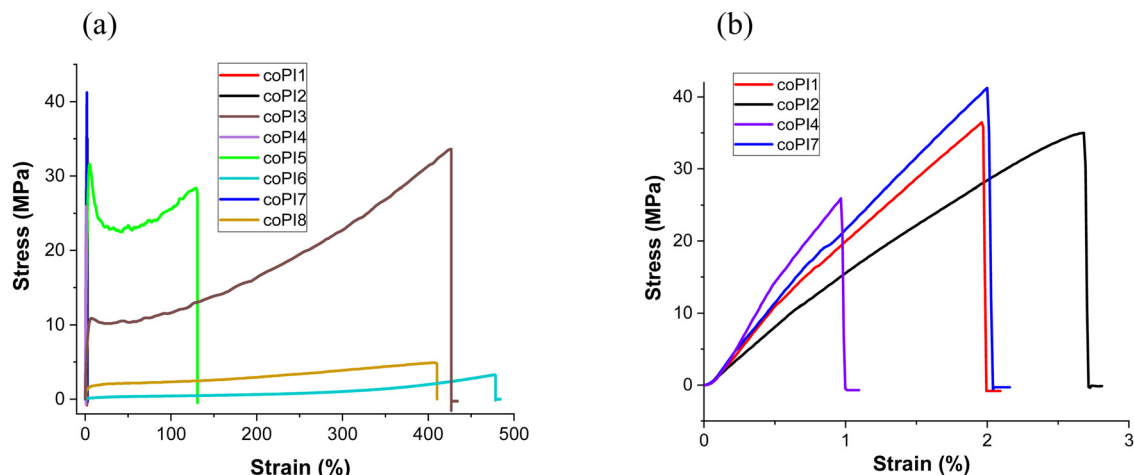 (a)
coPI1
coPI2
coPI3
coPI4
coPI5
coPI6
coPI7
coPI8
40
30
20
10
0
Stress (MPa)
0
100
200
300
400
500
Strain (%)
(b)
coPI1
coPI2
coPI4
coPI7
40
30
20
10
0
Stress (MPa)
0
1
2
3
Strain (%)